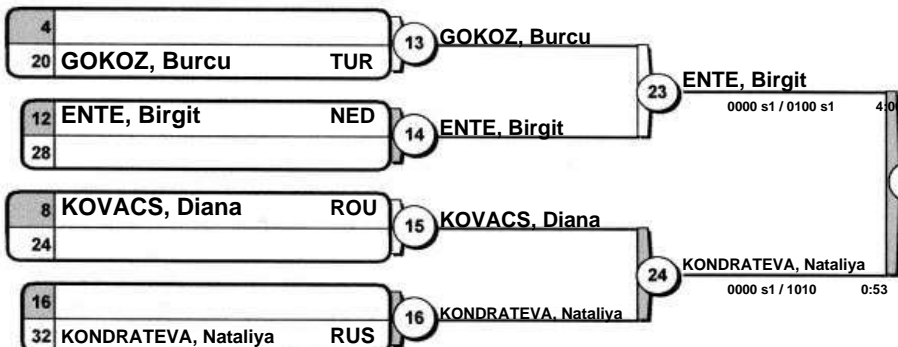 4
20 GOKOZ, Burcu TUR
13
GOKOZ, Burcu
12 ENTE, Birgit NED
28
14
ENTE, Birgit
23
ENTE, Birgit
0000 s1 / 0100 s1
8 KOVACS, Diana ROU
24
15
KOVACS, Diana
16
32 KONDRATEVA, Nataliya RUS
16
KONDRATEVA, Nataliya
24
KONDRATEVA, Nataliya
0000 s1 / 1010 0:53